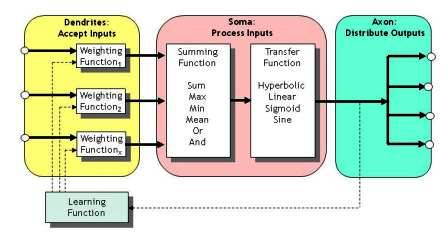 Dendrites:
Accept Inputs
Soma:
Process Inputs
Axon:
Distribute Outputs
Weighting
Function1
Weighting
Function2
Weighting
Functionx
Summing
Function
Sum
Max
Min
Mean
Or
And
Transfer
Function
Hyperbolic
Linear
Sigmoid
Sine
Learning
Function